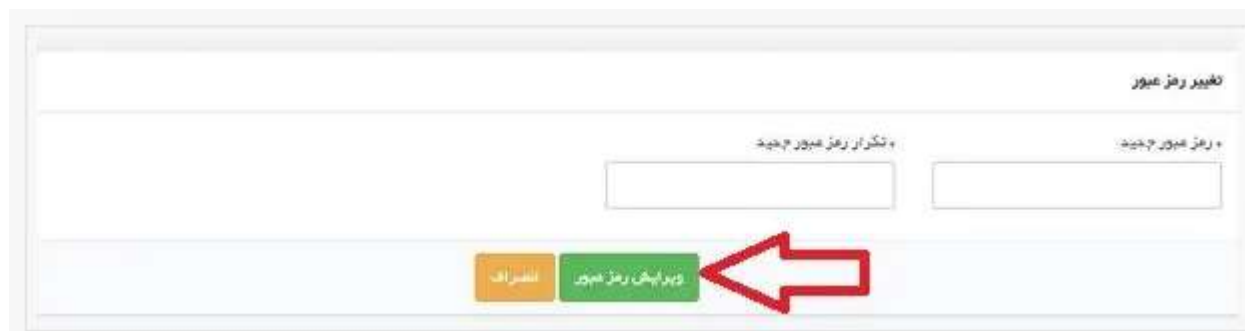 تغییر رمز عبور
* رمز عبور جدید
* تکرار رمز عبور جدید
ویرایش رمز عبور
انصراف